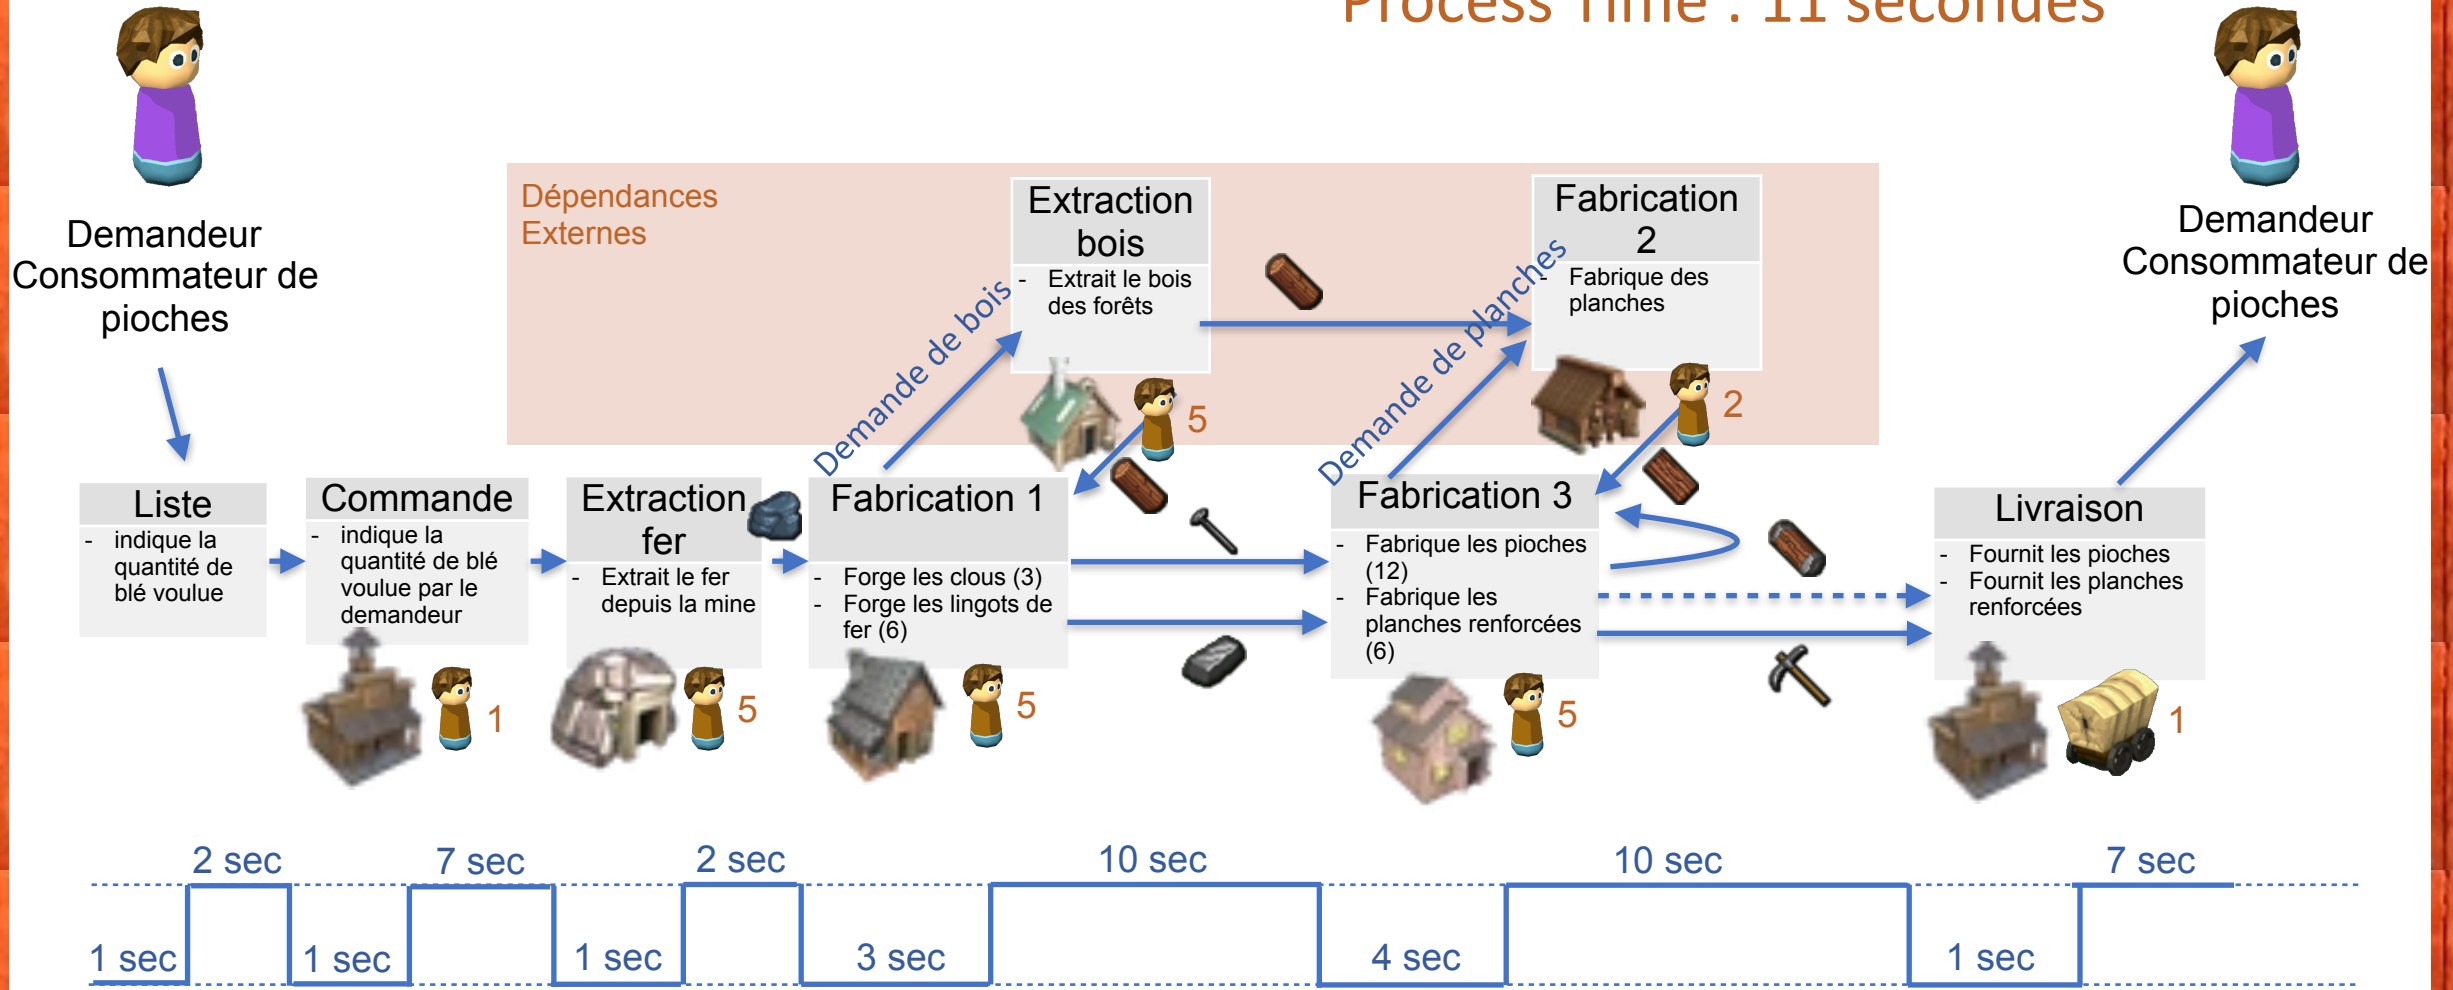 Process Time : 11 secondes
Demandeur
Consommateur de
pioches
Dépendances
Externes
Extraction
bois
- Extrait le bois
des forêts
Fabrication
2
- Fabrique des
planches
Demandeur
Consommateur de
pioches
Demande de bois
Demande de planches
5
2
Liste
- indique la
quantité de
blé voulue
Commande
- indique la
quantité de blé
voulue par le
demandeur
1
Extraction
fer
- Extrait le fer
depuis la mine
5
Fabrication 1
- Forge les clous (3)
- Forge les lingots de
fer (6)
5
Fabrication 3
- Fabrique les pioches
(12)
- Fabrique les
planches renforcées
(6)
5
Livraison
- Fournit les pioches
- Fournit les planches
renforcées
1
2 sec
7 sec
2 sec
10 sec
10 sec
7 sec
1 sec
1 sec
1 sec
3 sec
4 sec
1 sec